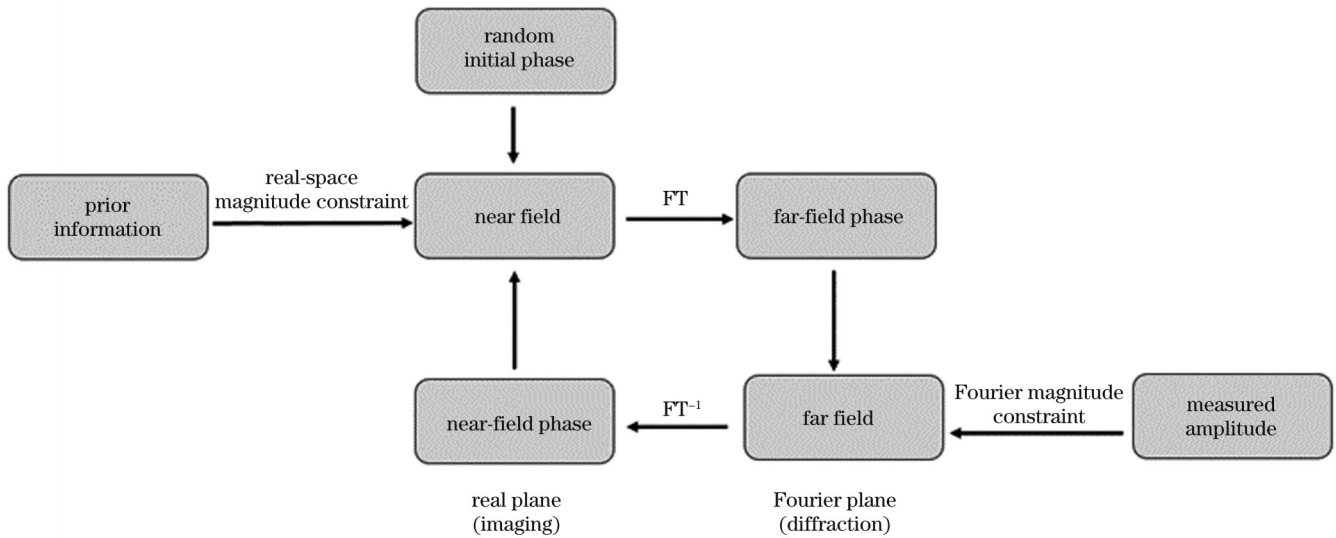 random
initial phase
real-space
magnitude constraint
prior
information
near field
FT
far-field phase
near-field phase
FT⁻¹
far field
Fourier magnitude
constraint
measured
amplitude
real plane
(imaging)
Fourier plane
(diffraction)